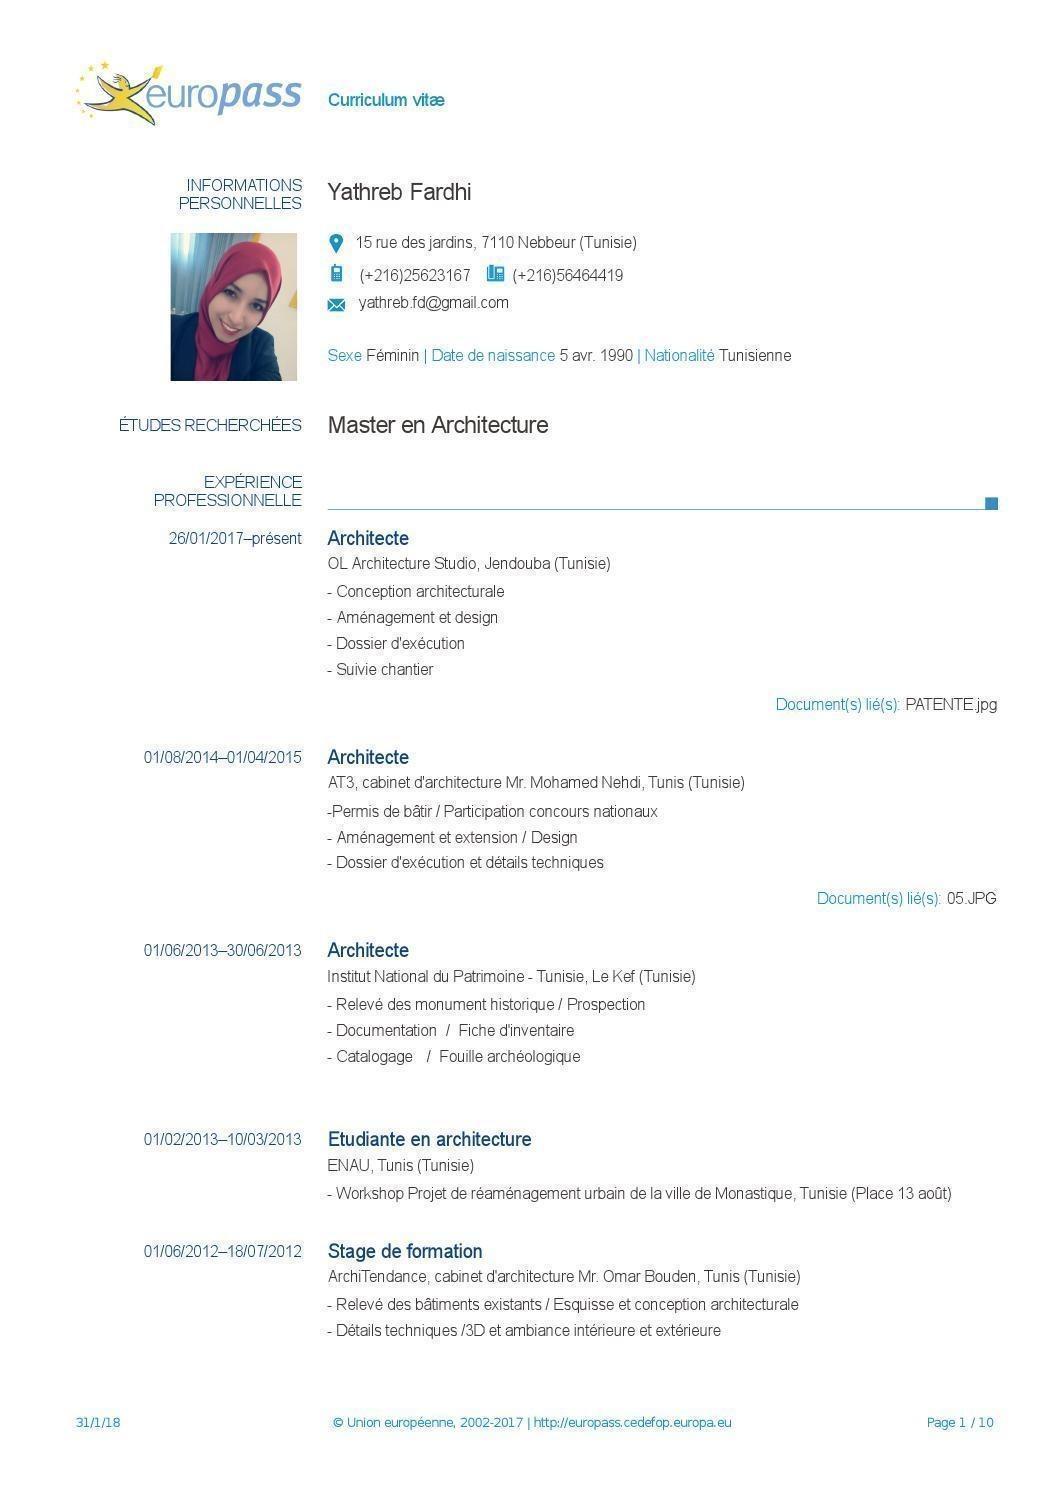 europass
Curriculum vitæ
INFORMATIONS
PERSONNELLES
Yathreb Fardhi
15 rue des jardins, 7110 Nebbeur (Tunisie)
(+216)25623167 (+216)56464419
yathreb.fd@gmail.com
Sexe Féminin | Date de naissance 5 avr. 1990 | Nationalité Tunisienne
ÉTUDES RECHERCHÉES Master en Architecture
EXPÉRIENCE
PROFESSIONNELLE
26/01/2017–présent Architecte
OL Architecture Studio, Jendouba (Tunisie)
- Conception architecturale
- Aménagement et design
- Dossier d'exécution
- Suivie chantier
Document(s) lié(s): PATENTE.jpg
01/08/2014–01/04/2015 Architecte
AT3, cabinet d'architecture Mr. Mohamed Nehdi, Tunis (Tunisie)
-Permis de bâtir / Participation concours nationaux
- Aménagement et extension / Design
- Dossier d'exécution et détails techniques
Document(s) lié(s): 05.JPG
01/06/2013–30/06/2013 Architecte
Institut National du Patrimoine - Tunisie, Le Kef (Tunisie)
- Relevé des monument historique / Prospection
- Documentation / Fiche d'inventaire
- Catalogage / Fouille archéologique
01/02/2013–10/03/2013 Etudiante en architecture
ENAU, Tunis (Tunisie)
- Workshop Projet de réaménagement urbain de la ville de Monastique, Tunisie (Place 13 août)
01/06/2012–18/07/2012 Stage de formation
ArchiTendance, cabinet d'architecture Mr. Omar Bouden, Tunis (Tunisie)
- Relevé des bâtiments existants / Esquisse et conception architecturale
- Détails techniques /3D et ambiance intérieure et extérieure
31/1/18 © Union européenne, 2002-2017 | http://europass.cedefop.europa.eu Page 1 / 10